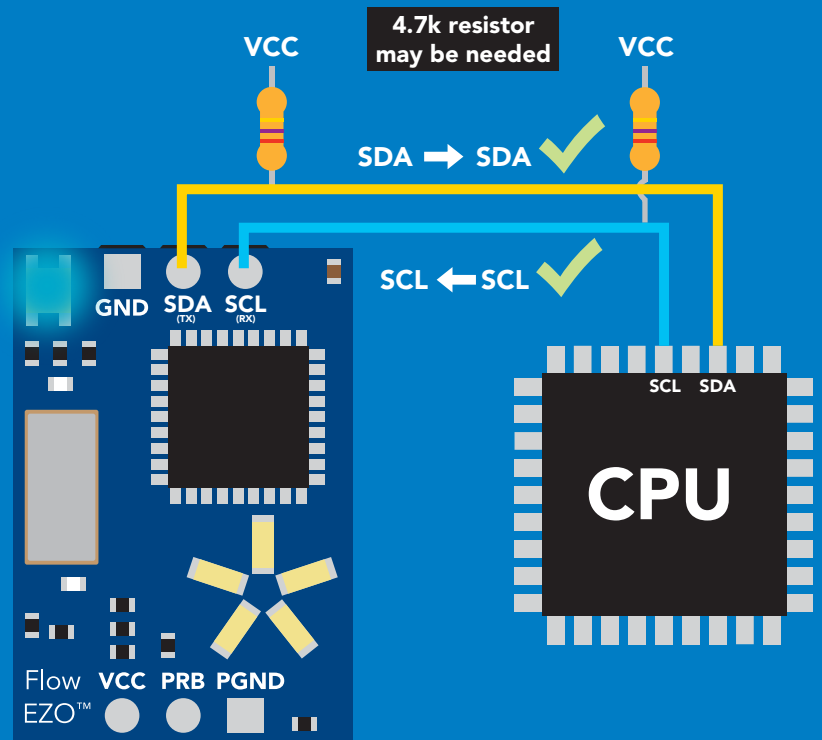 4.7k resistor
may be needed
VCC
VCC
SDA → SDA
SCL ← SCL
GND
SDA
(TX)
SCL
(RX)
SCL SDA
CPU
Flow
EZO™
VCC PRB PGND